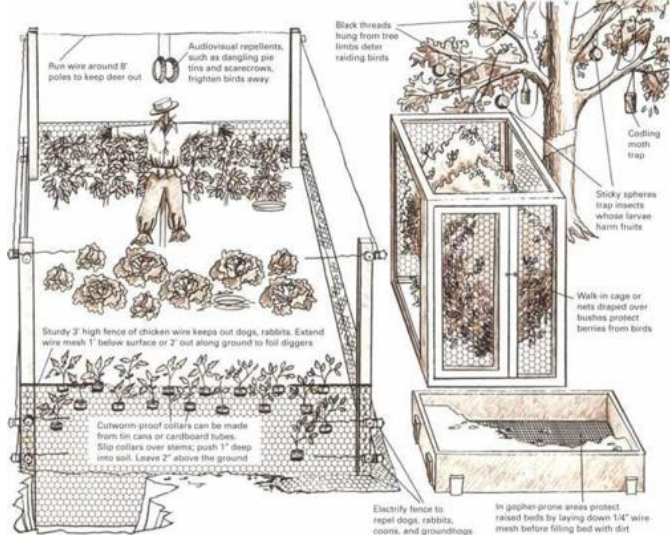 Run wire around 8'
poles to keep deer out
Audiovisual repellents,
such as dangling pie
tins and scarecrows,
frighten birds away
Black threads
hung from tree
limbs deter
raiding birds
Codling
moth
trap
Sticky spheres
trap insects
whose larvae
harm fruits
Walk-in cage or
nets draped over
bushes protect
berries from birds
Sturdy 3' high fence of chicken wire keeps out dogs, rabbits. Extend
wire mesh 1' below surface or 2' out along ground to foil diggers
Cutworm-proof collars can be made
from tin cans or cardboard tubes.
Slip collars over stems; push 1" deep
into soil. Leave 2" above the ground
Electrify fence to
repel dogs, rabbits,
coons, and groundhogs
In gopher-prone areas protect
raised beds by laying down 1/4" wire
mesh before filling bed with dirt